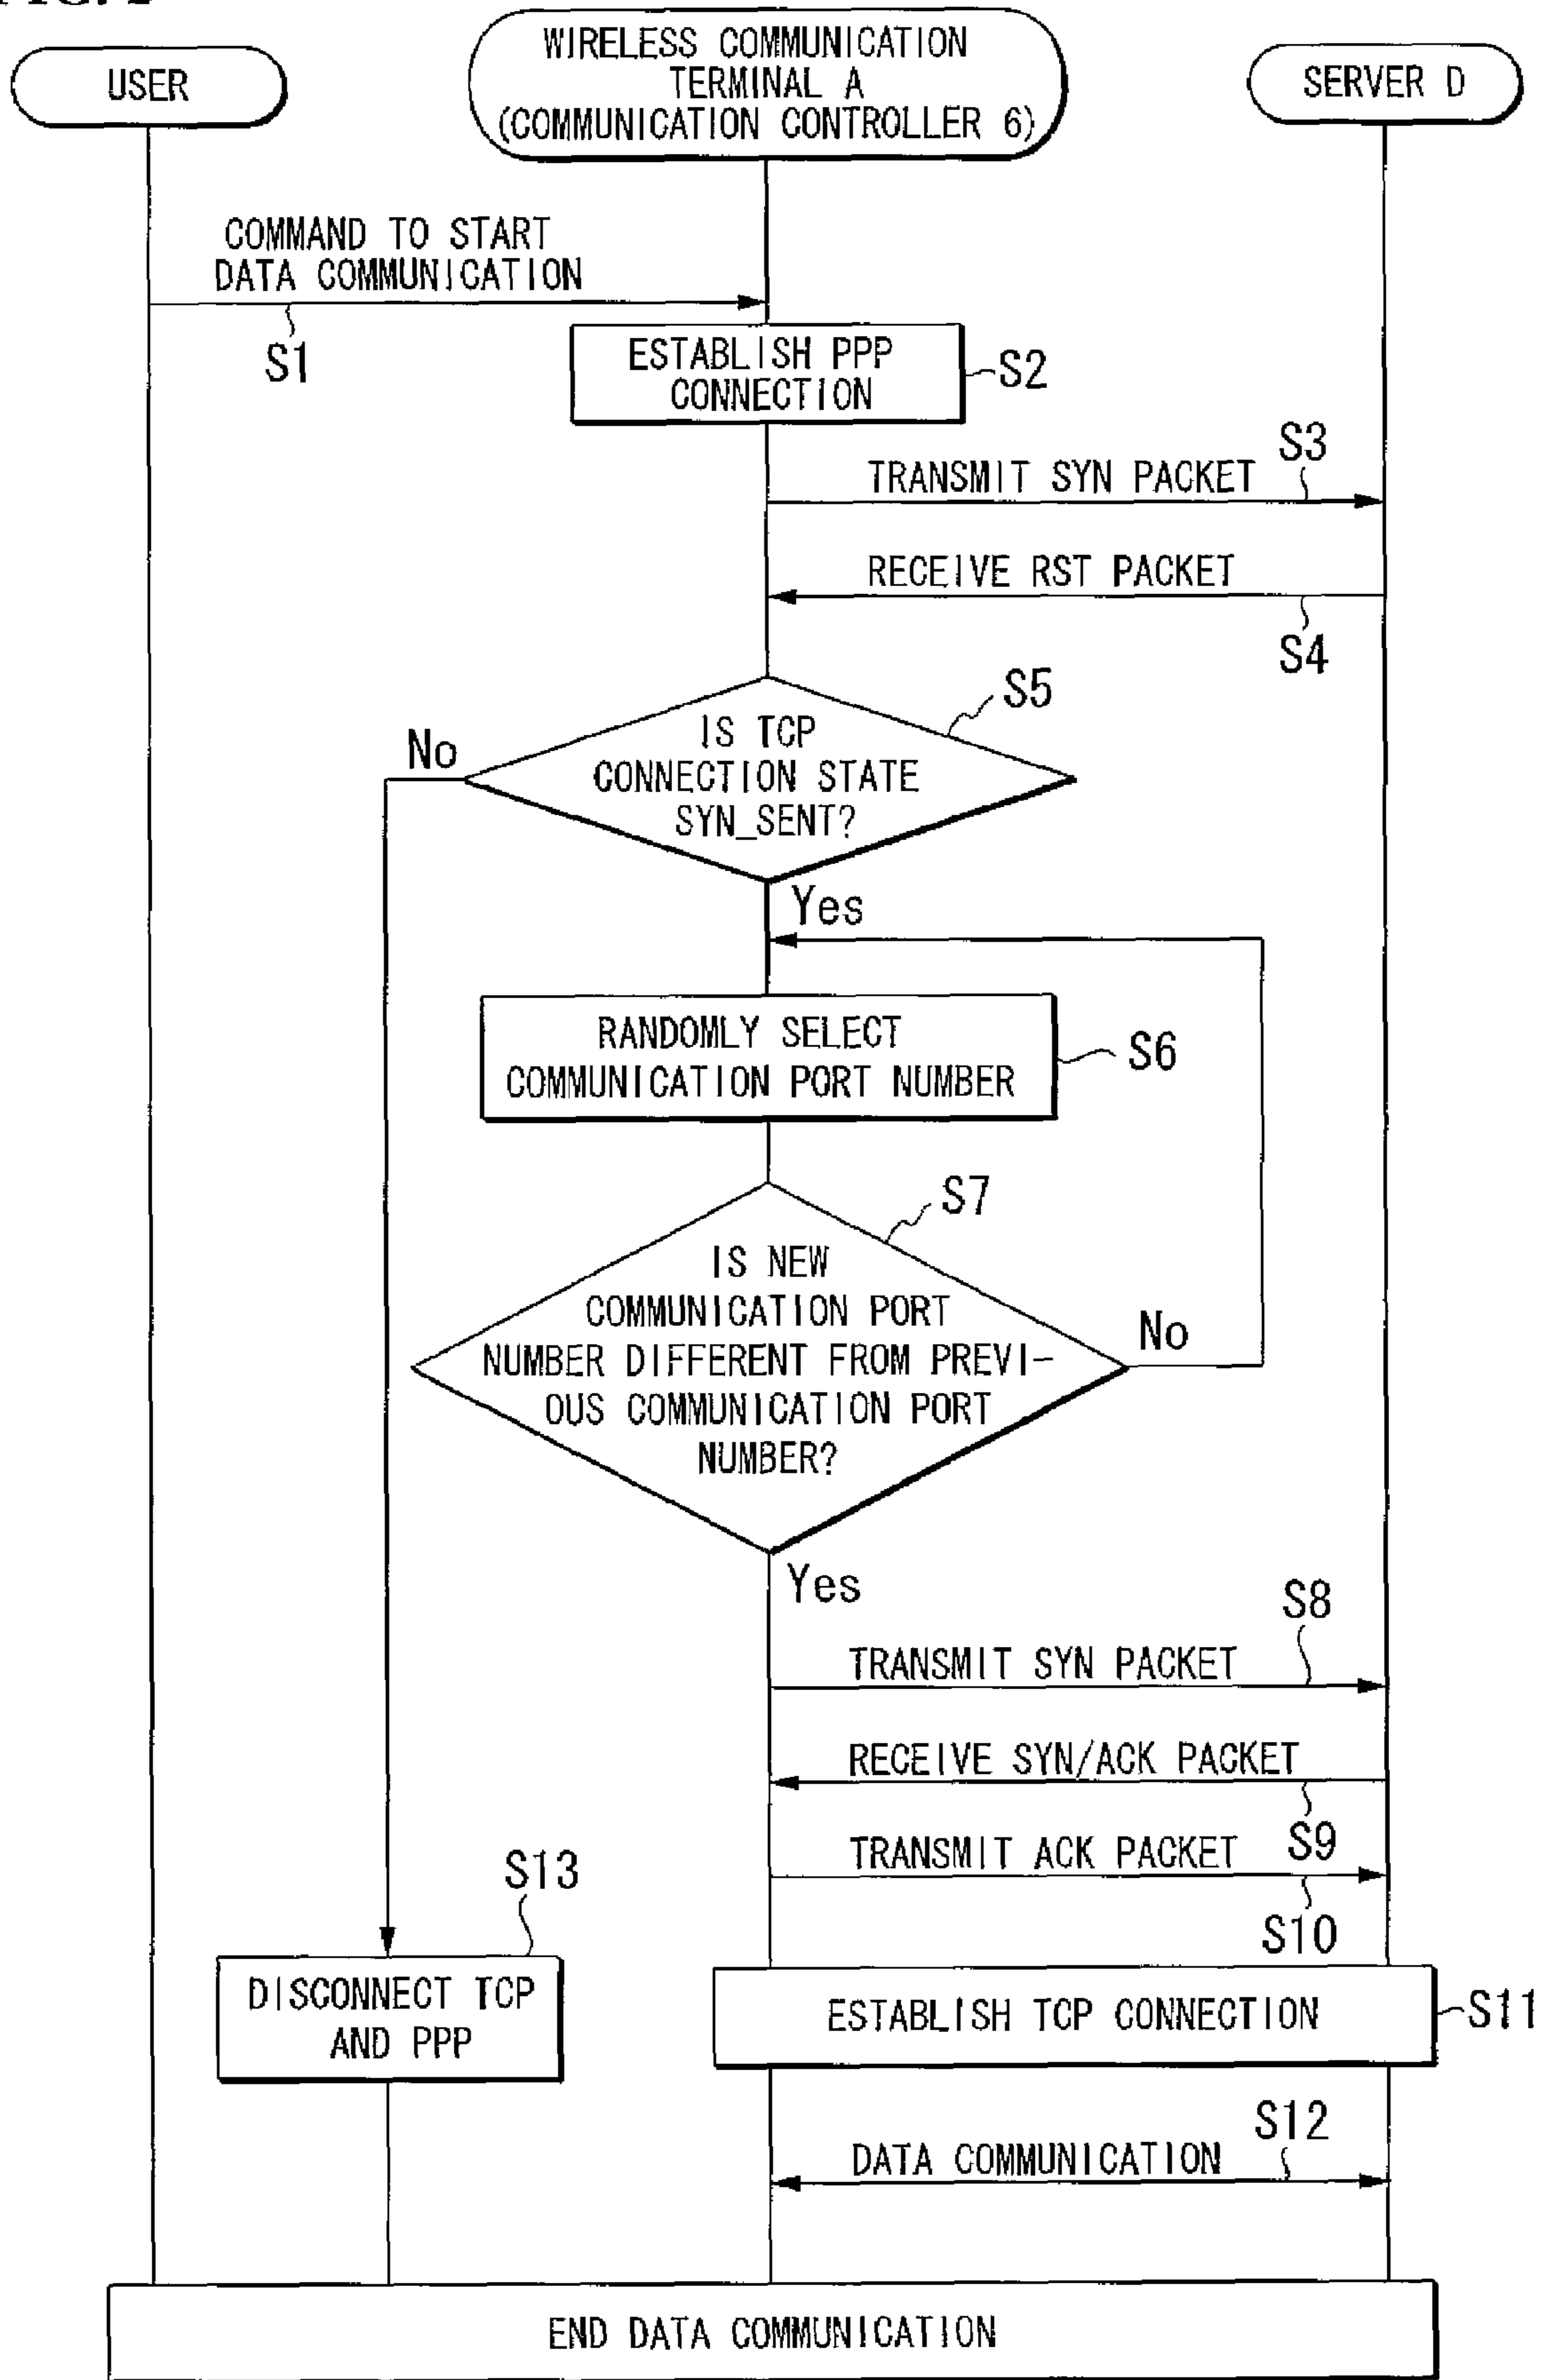 USER
WIRELESS COMMUNICATION
TERMINAL A
(COMMUNICATION CONTROLLER 6)
SERVER D
COMMAND TO START
DATA COMMUNICATION
S1
ESTABLISH PPP
CONNECTION
S2
S3
TRANSMIT SYN PACKET
RECEIVE RST PACKET
S4
S5
IS TCP
CONNECTION STATE
SYN_SENT?
No
Yes
RANDOMLY SELECT
COMMUNICATION PORT NUMBER
S6
S7
IS NEW
COMMUNICATION PORT
NUMBER DIFFERENT FROM PREVI-
OUS COMMUNICATION PORT
NUMBER?
No
Yes
S8
TRANSMIT SYN PACKET
RECEIVE SYN/ACK PACKET
S9
TRANSMIT ACK PACKET
S10
S13
DISCONNECT TCP
AND PPP
ESTABLISH TCP CONNECTION
S11
S12
DATA COMMUNICATION
END DATA COMMUNICATION